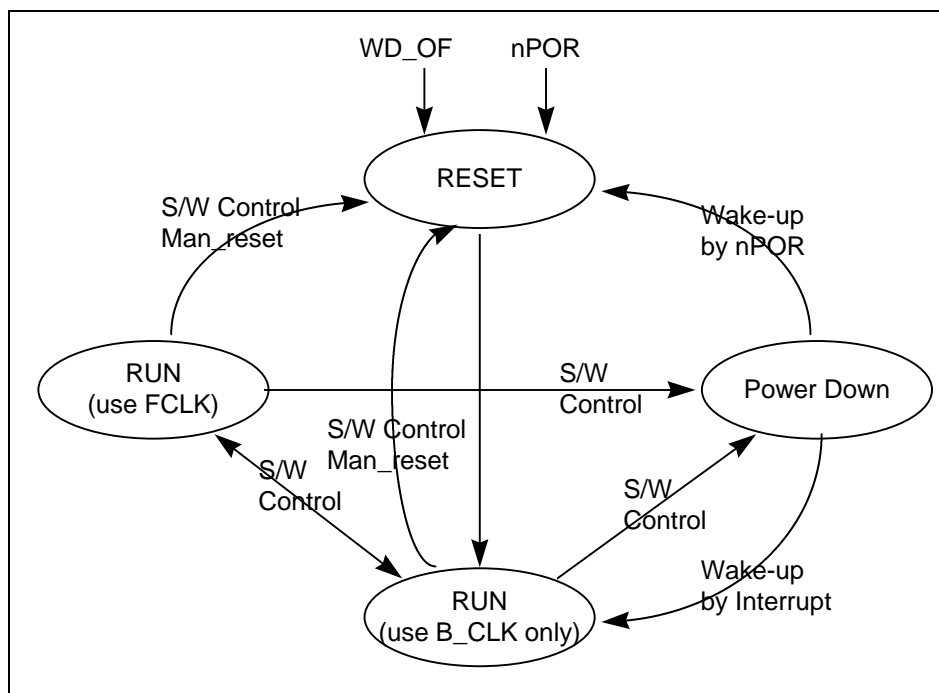 WD_OF
nPOR
RESET
S/W Control
Man_reset
Wake-up
by nPOR
RUN
(use FCLK)
S/W
Control
Power Down
S/W Control
Man_reset
S/W
Control
S/W
Control
Wake-up
by Interrupt
RUN
(use B_CLK only)